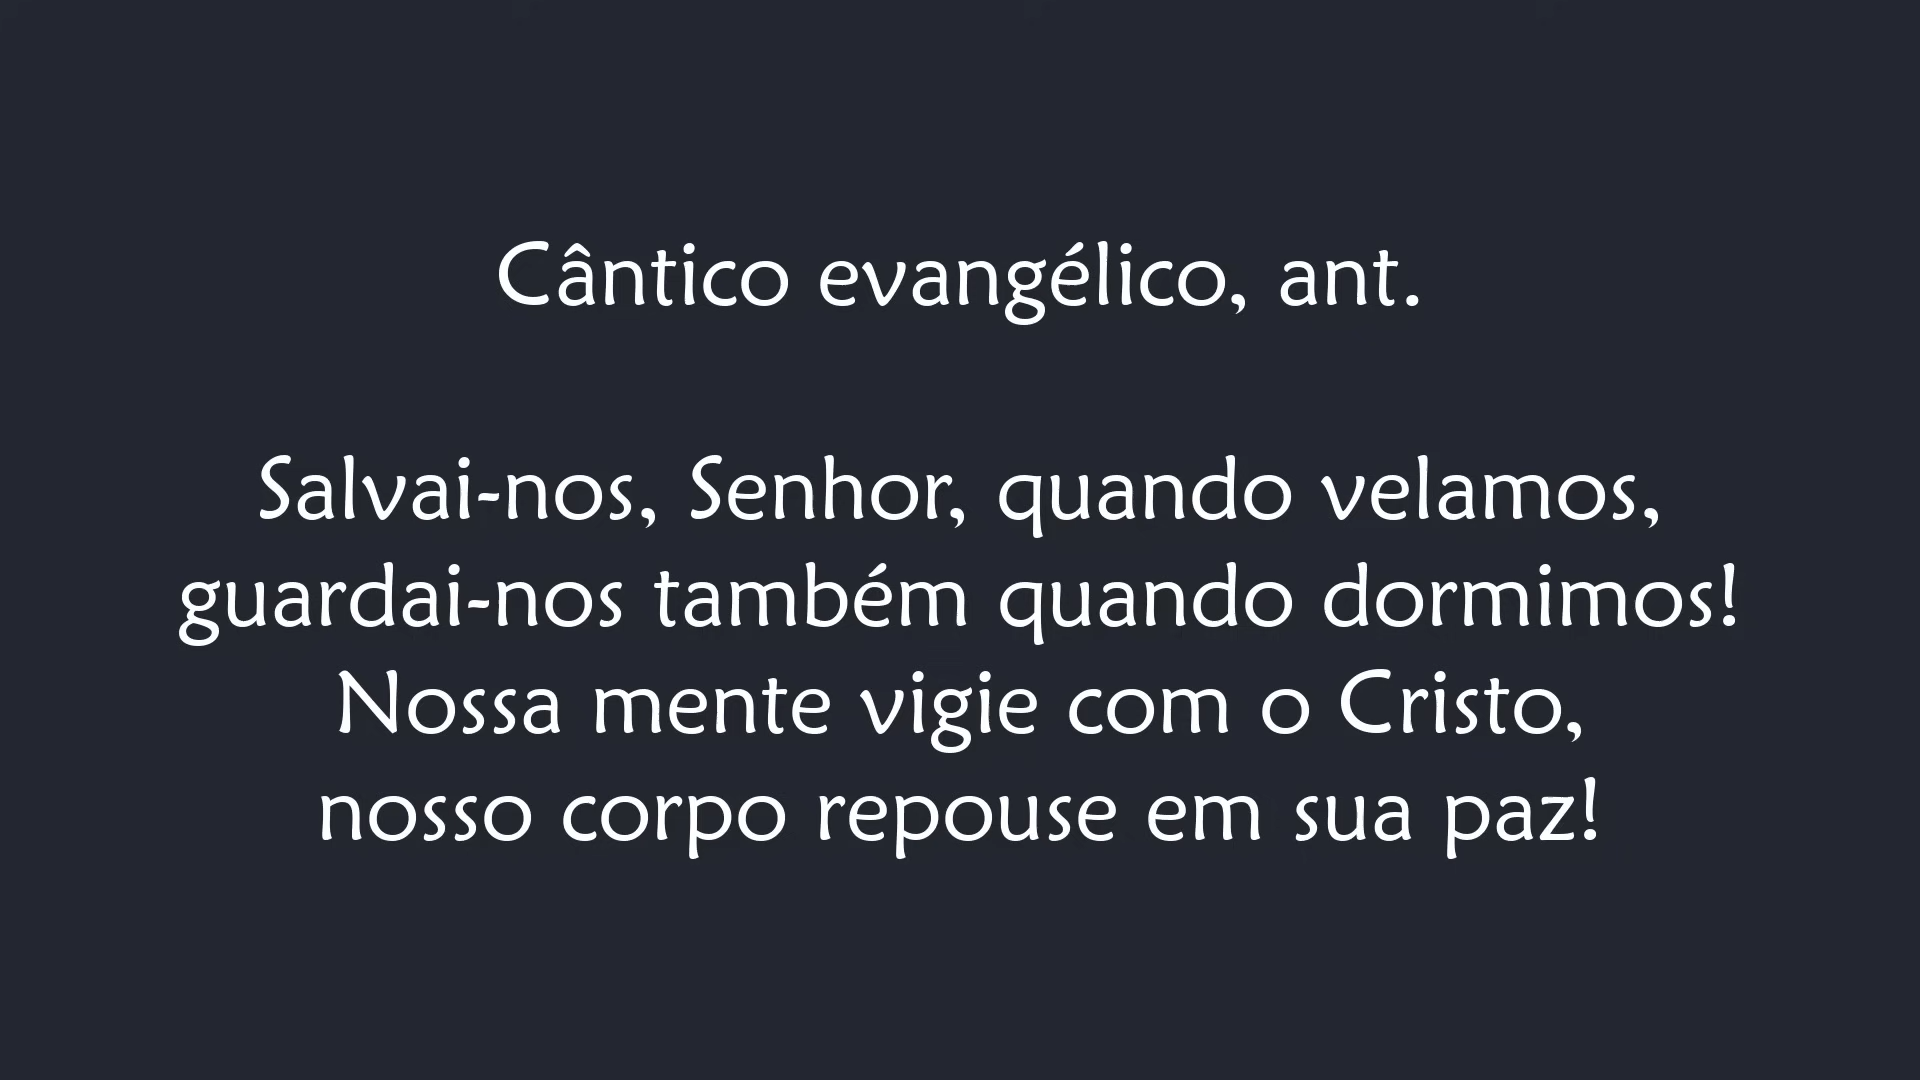 Cântico evangélico, ant.
Salvai-nos, Senhor, quando velamos,
guardai-nos também quando dormimos!
Nossa mente vigie com o Cristo,
nosso corpo repouse em sua paz!